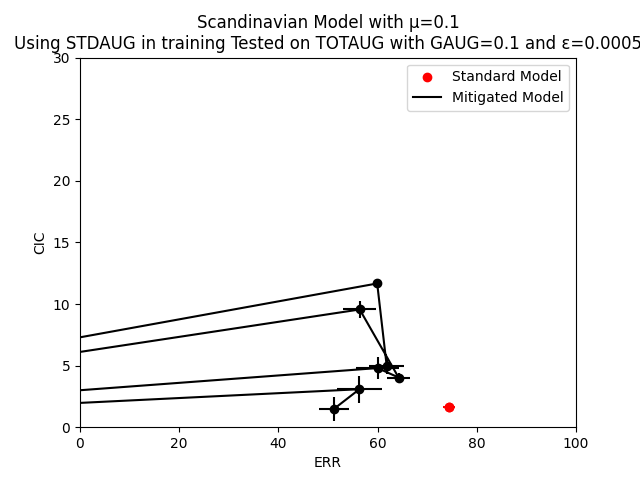 Scandinavian Model with μ=0.1
Using STDAUG in training Tested on TOTAUG with GAUG=0.1 and ε=0.0005
30
25
20
15
10
5
0
CIC
Standard Model
Mitigated Model
0 20 40 60 80 100
ERR